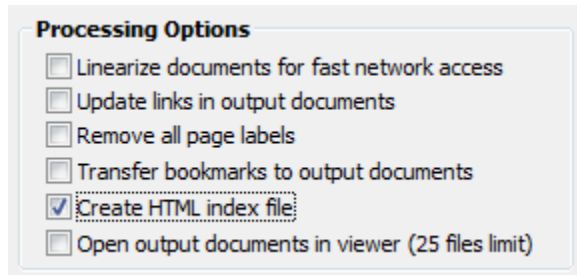 Processing Options
Linearize documents for fast network access
Update links in output documents
Remove all page labels
Transfer bookmarks to output documents
Create HTML index file
Open output documents in viewer (25 files limit)